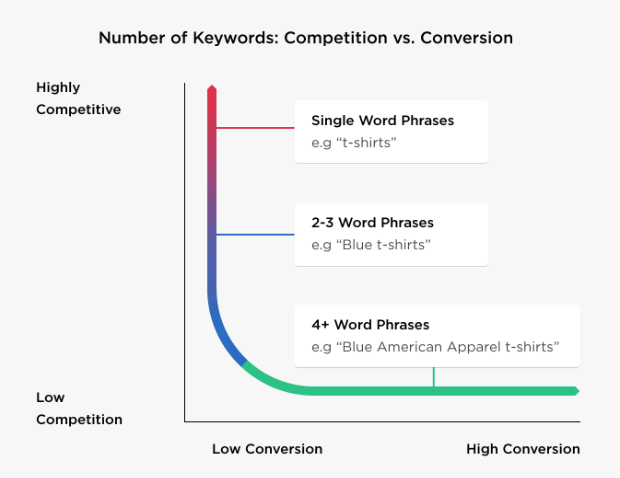 Number of Keywords: Competition vs. Conversion
Highly
Competitive
Single Word Phrases
e.g “t-shirts”
2-3 Word Phrases
e.g “Blue t-shirts”
4+ Word Phrases
e.g “Blue American Apparel t-shirts”
Low
Competition
Low Conversion
High Conversion